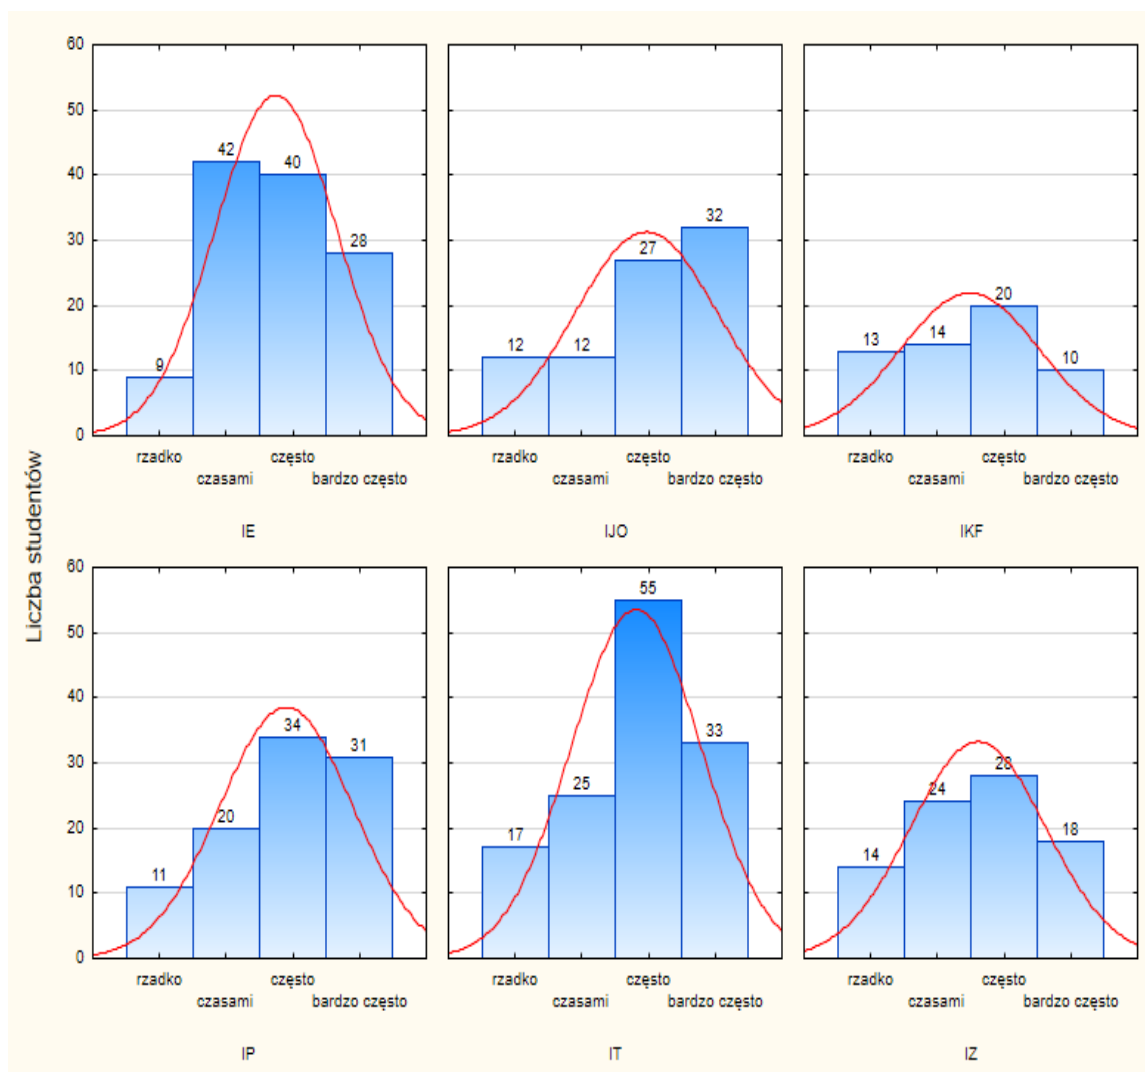 Liczba studentów
60
50
40
30
20
10
0
9
42
40
28
rzadko
czasami
często
bardzo często
IE
12
12
27
32
rzadko
czasami
często
bardzo często
IJO
13
14
20
10
rzadko
czasami
często
bardzo często
IKF
60
50
40
30
20
10
0
11
20
34
31
rzadko
czasami
często
bardzo często
IP
17
25
55
33
rzadko
czasami
często
bardzo często
IT
14
24
28
18
rzadko
czasami
często
bardzo często
IZ